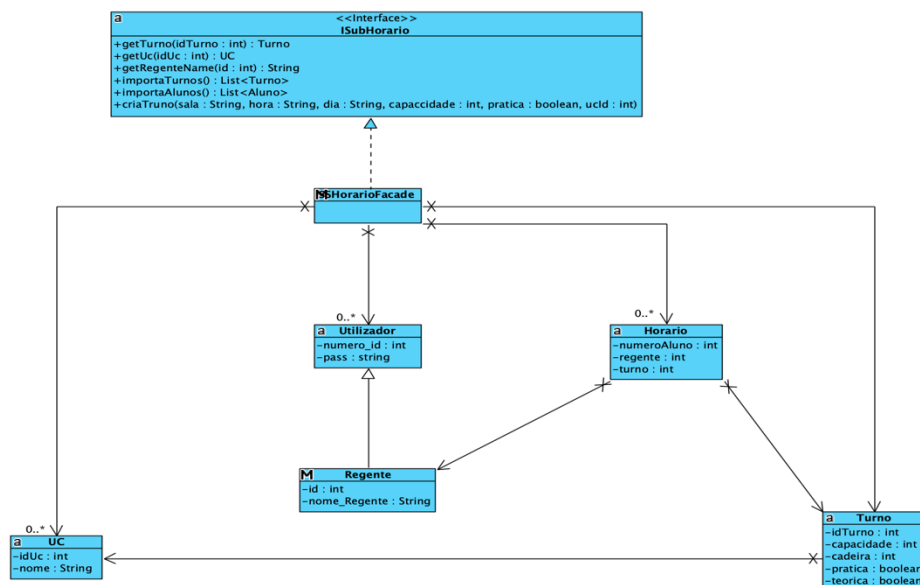 a
<<Interface>>
ISubHorario
+getTurno(idTurno : int) : Turno
+getUc(idUc : int) : UC
+getRegenteName(id : int) : String
+importaTurnos() : List<Turno>
+importaAlunos() : List<Aluno>
+criaTruno(sala : String, hora : String, dia : String, capaccidade : int, pratica : boolean, ucId : int)
M
SSHorarioFacade
0..*
0..*
a Utilizador
-numero_id : int
-pass : string
a Horario
-numeroAluno : int
-regente : int
-turno : int
M Regente
-id : int
-nome_Regente : String
0..*
a UC
-idUc : int
-nome : String
a Turno
-idTurno : int
-capacidade : int
-cadeira : int
-pratica : boolean
-teorica : boolean